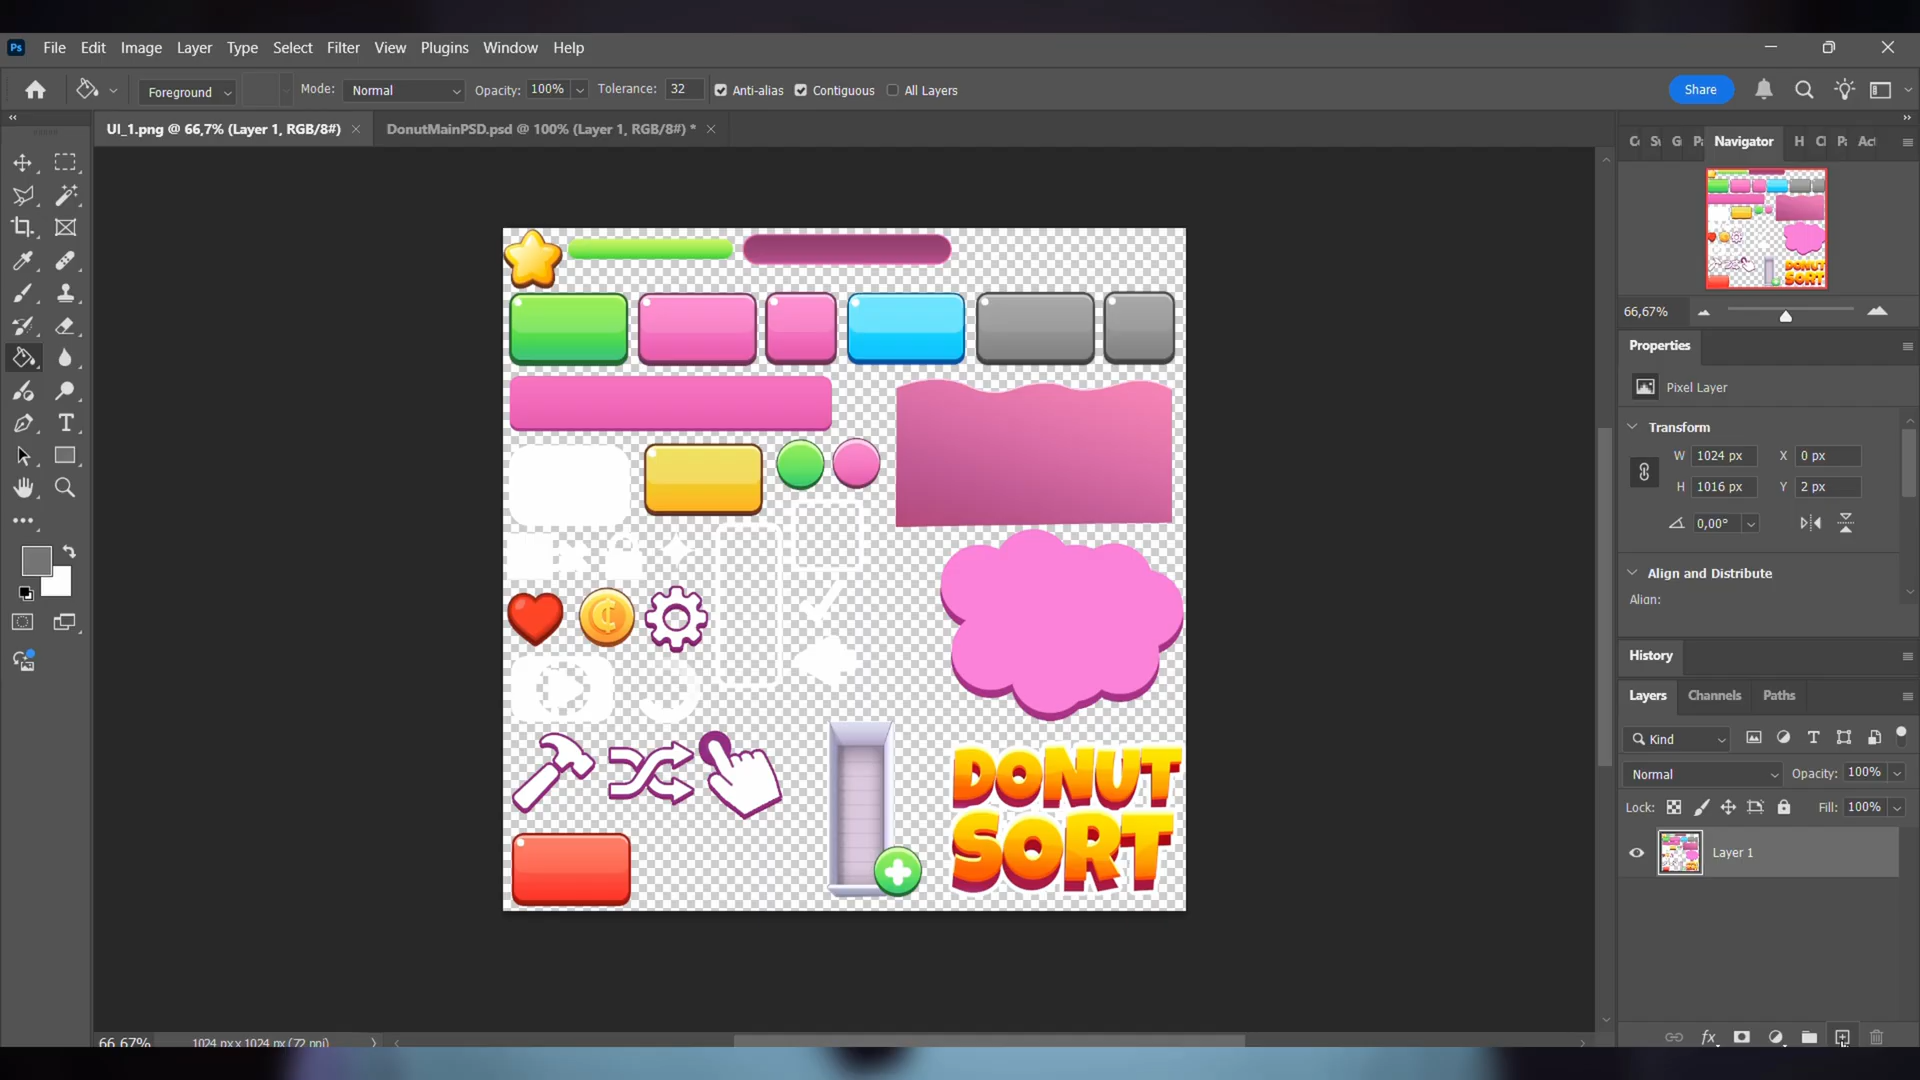 Ps File Edit Image Layer Type Select Filter View Plugins Window Help
Foreground Mode: Normal Opacity: 100% Tolerance: 32 Anti-alias Contiguous All Layers Share
UI_1.png @ 66,7% (Layer 1, RGB/8#) DonutMainPSD.psd @ 100% (Layer 1, RGB/8#) *
Navigator
66,67%
Properties
Pixel Layer
Transform
W 1024 px X 0 px
H 1016 px Y 2 px
0,00°
Align and Distribute
Align:
History
Layers Channels Paths
Kind
Normal Opacity: 100%
Lock: Fill: 100%
Layer 1
fx
DONUT
SORT
DONUT
SORT
66,67% 1024 px x 1024 px (72 ppi)